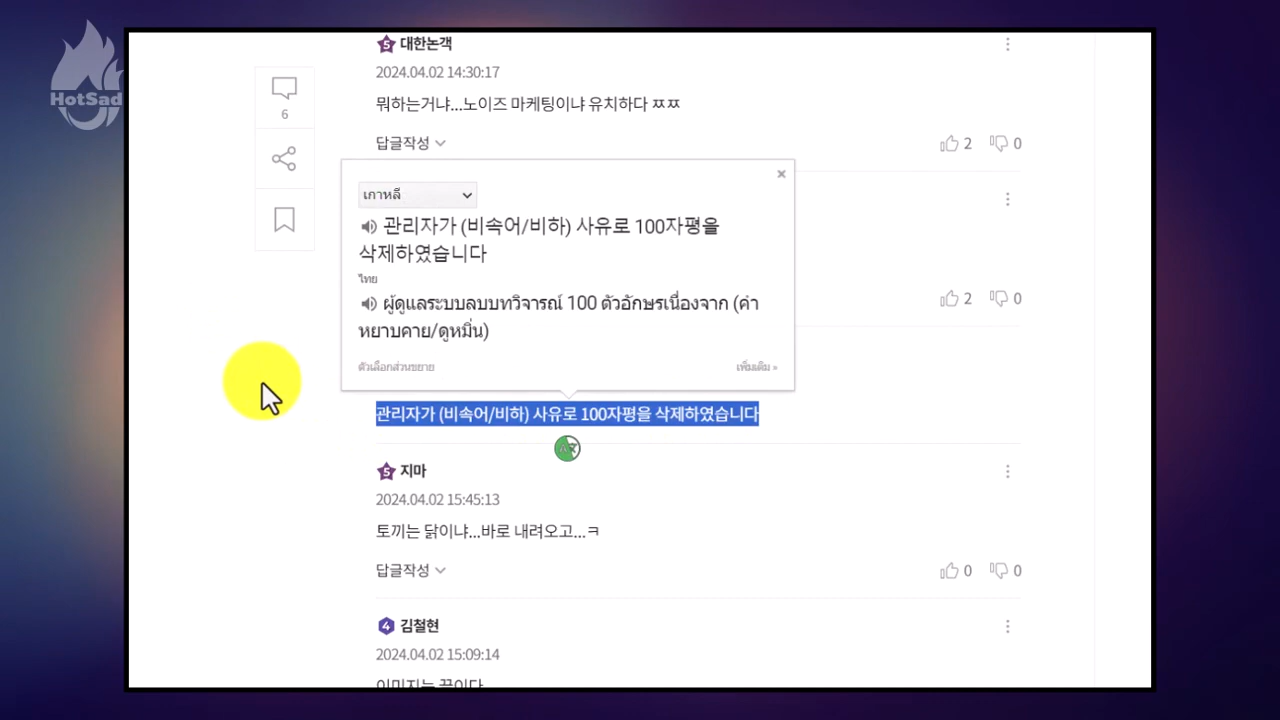 HotSad
6
대한논객
2024.04.02 14:30:17
뭐하는거냐...노이즈 마케팅이냐 유치하다 ㅉㅉ
답글작성
2 0
×
เกาหลี
관리자가 (비속어/비하) 사유로 100자평을
삭제하였습니다
ไทย
ผู้ดูแลระบบลบบทวิจารณ์ 100 ตัวอักษรเนื่องจาก (คำ
หยาบคาย/ดูหมิ่น)
ตัวเลือกส่วนขยาย เพิ่มเติม »
2 0
관리자가 (비속어/비하) 사유로 100자평을 삭제하였습니다
5 지마
2024.04.02 15:45:13
토끼는 닭이냐...바로 내려오고...ㅋ
답글작성
0 0
4 김철현
2024.04.02 15:09:14
이미지는 끝이다